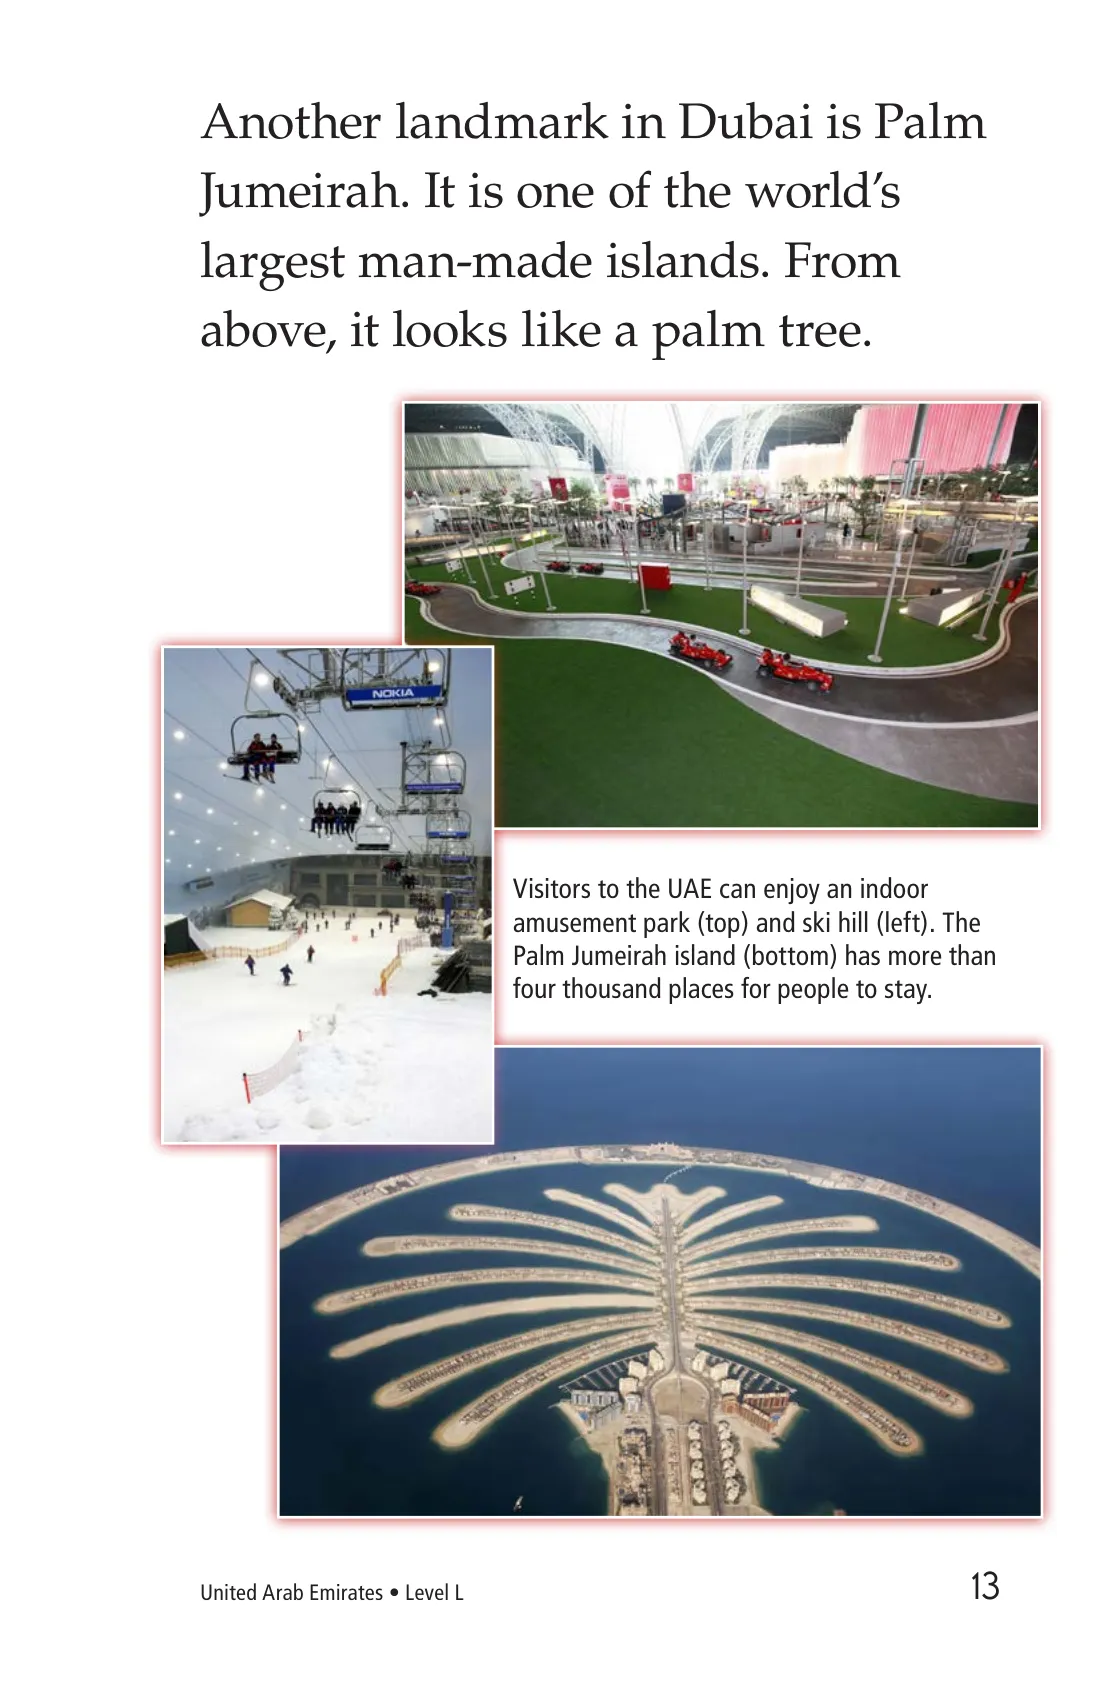 Another landmark in Dubai is Palm
Jumeirah. It is one of the world’s
largest man-made islands. From
above, it looks like a palm tree.
NOKIA
Visitors to the UAE can enjoy an indoor
amusement park (top) and ski hill (left). The
Palm Jumeirah island (bottom) has more than
four thousand places for people to stay.
United Arab Emirates • Level L
13